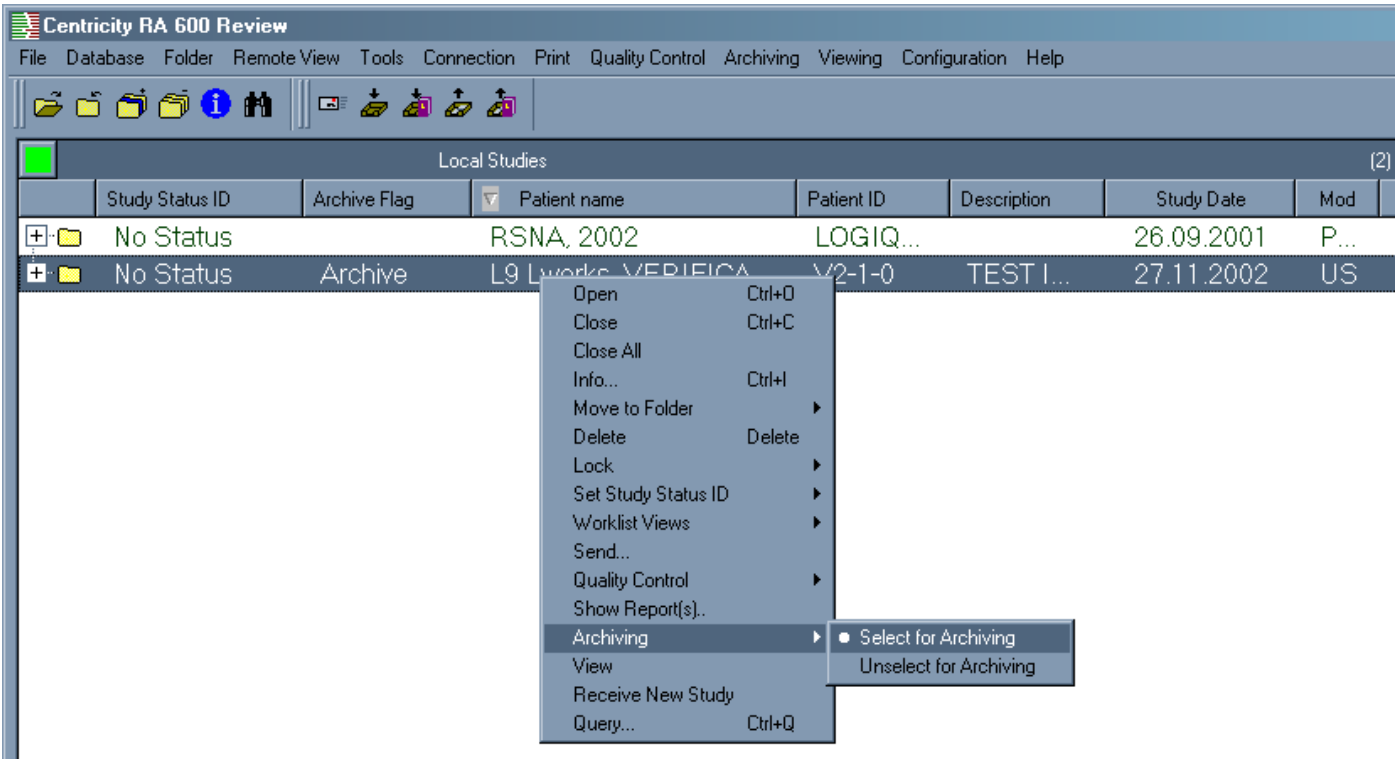 Centricity RA 600 Review
File Database Folder Remote View Tools Connection Print Quality Control Archiving Viewing Configuration Help
Local Studies (2)
Study Status ID Archive Flag Patient name Patient ID Description Study Date Mod
No Status RSNA, 2002 LOGIQ... 26.09.2001 P...
No Status Archive L9 Lworks, VERIFICA V2-1-0 TEST I... 27.11.2002 US
Open Ctrl+O
Close Ctrl+C
Close All
Info... Ctrl+I
Move to Folder
Delete Delete
Lock
Set Study Status ID
Worklist Views
Send...
Quality Control
Show Report(s)..
Archiving Select for Archiving
View Unselect for Archiving
Receive New Study
Query... Ctrl+Q